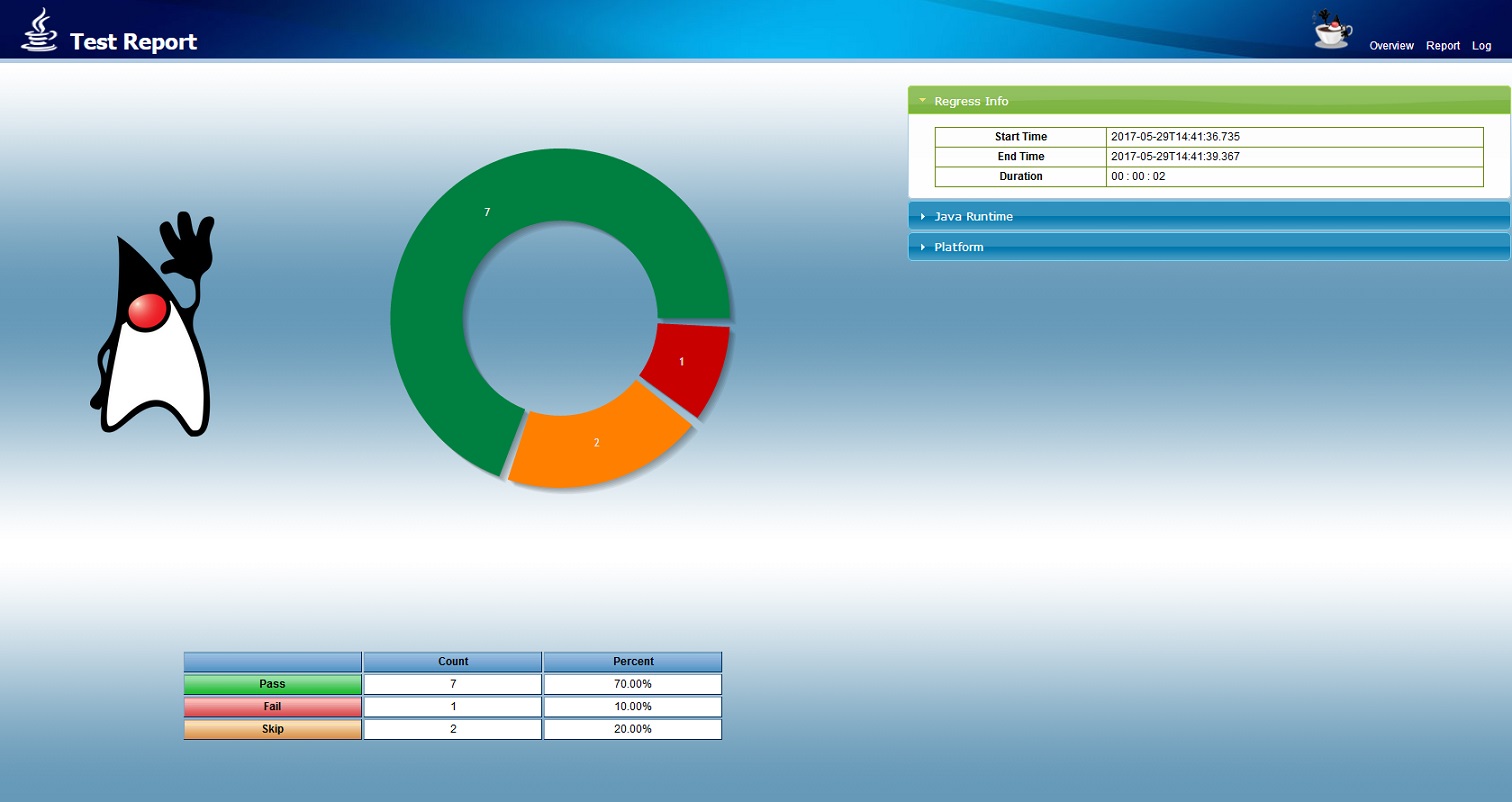 Test Report
Overview Report Log
Regress Info
Start Time 2017-05-29T14:41:36.735
End Time 2017-05-29T14:41:39.367
Duration 00 : 00 : 02
Java Runtime
Platform
7
1
2
Count Percent
Pass 7 70.00%
Fail 1 10.00%
Skip 2 20.00%